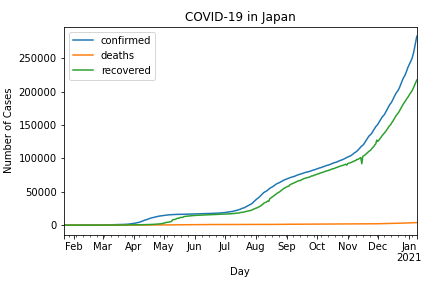 COVID-19 in Japan
confirmed
deaths
recovered
Number of Cases
250000
200000
150000
100000
50000
0
Feb Mar Apr May Jun Jul Aug Sep Oct Nov Dec Jan
2021
Day